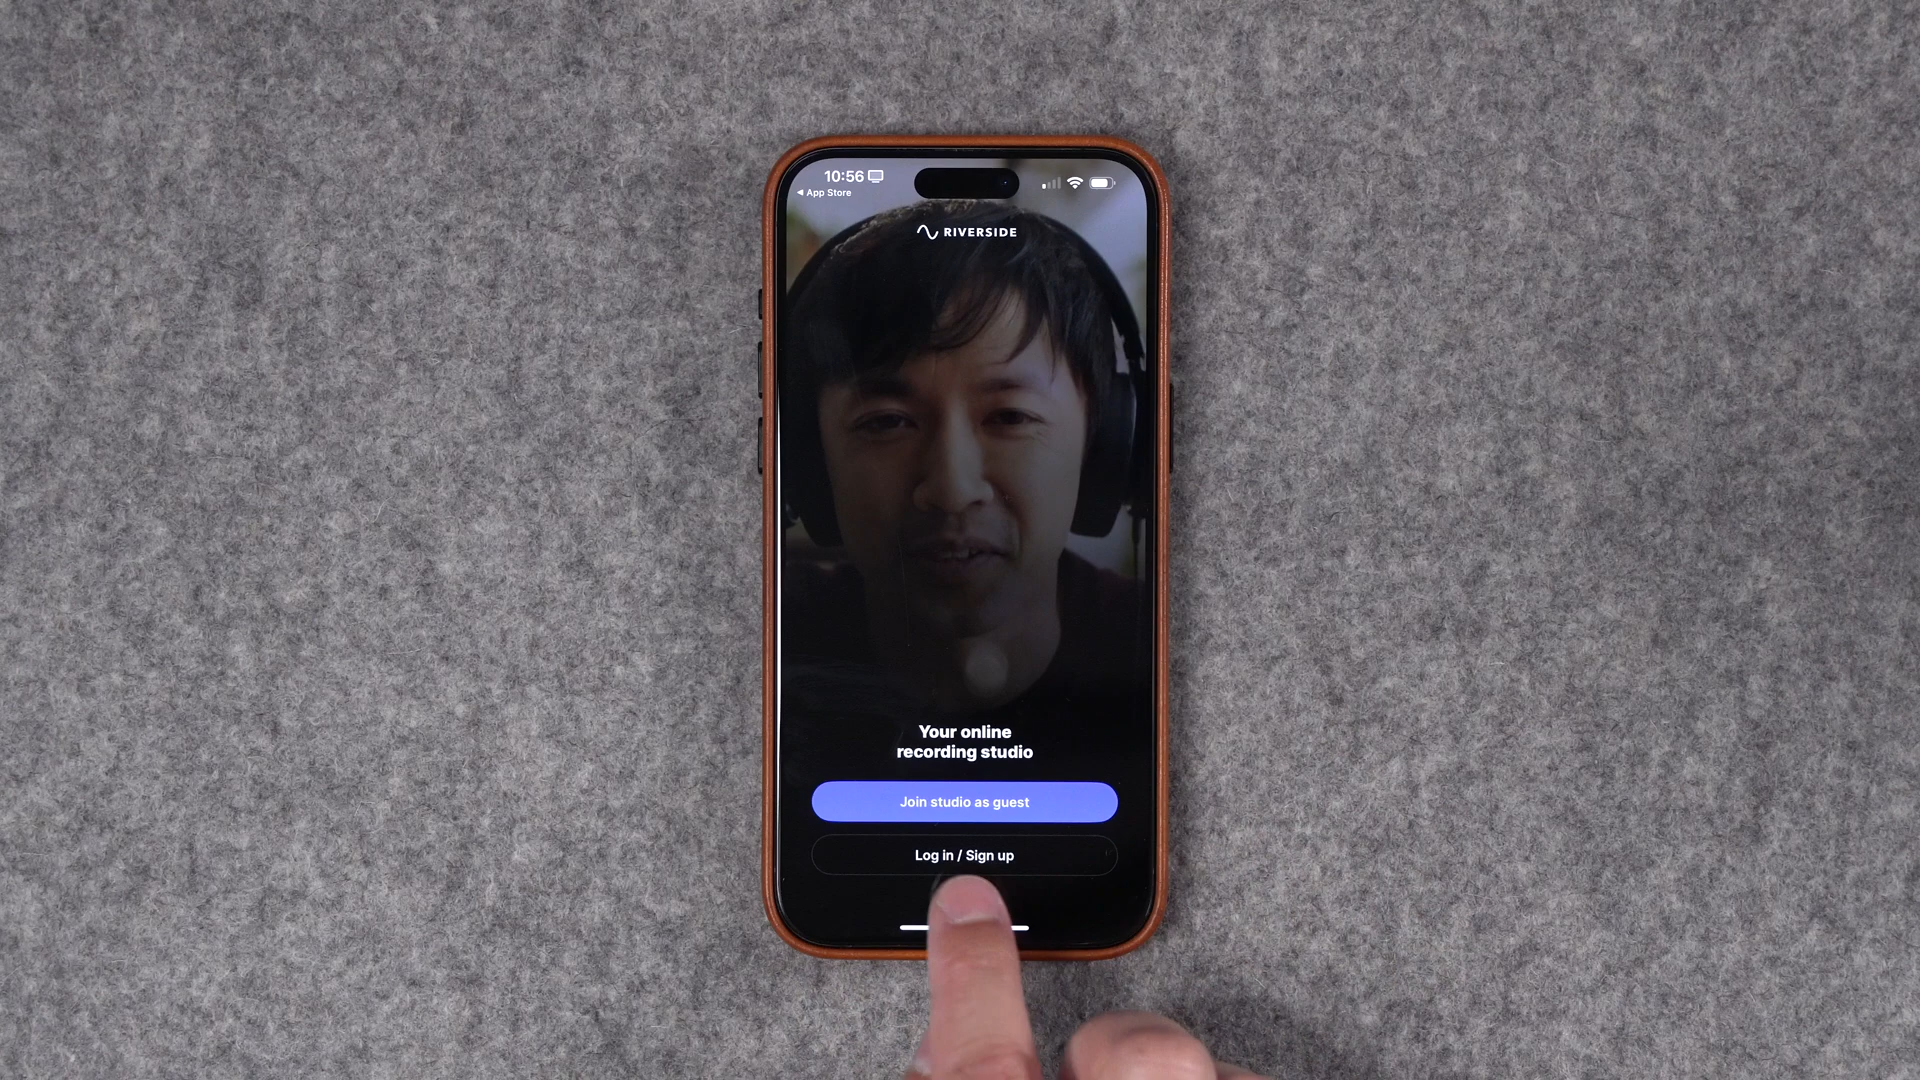 10:56
◀ App Store
RIVERSIDE
Your online
recording studio
Join studio as guest
Log in / Sign up